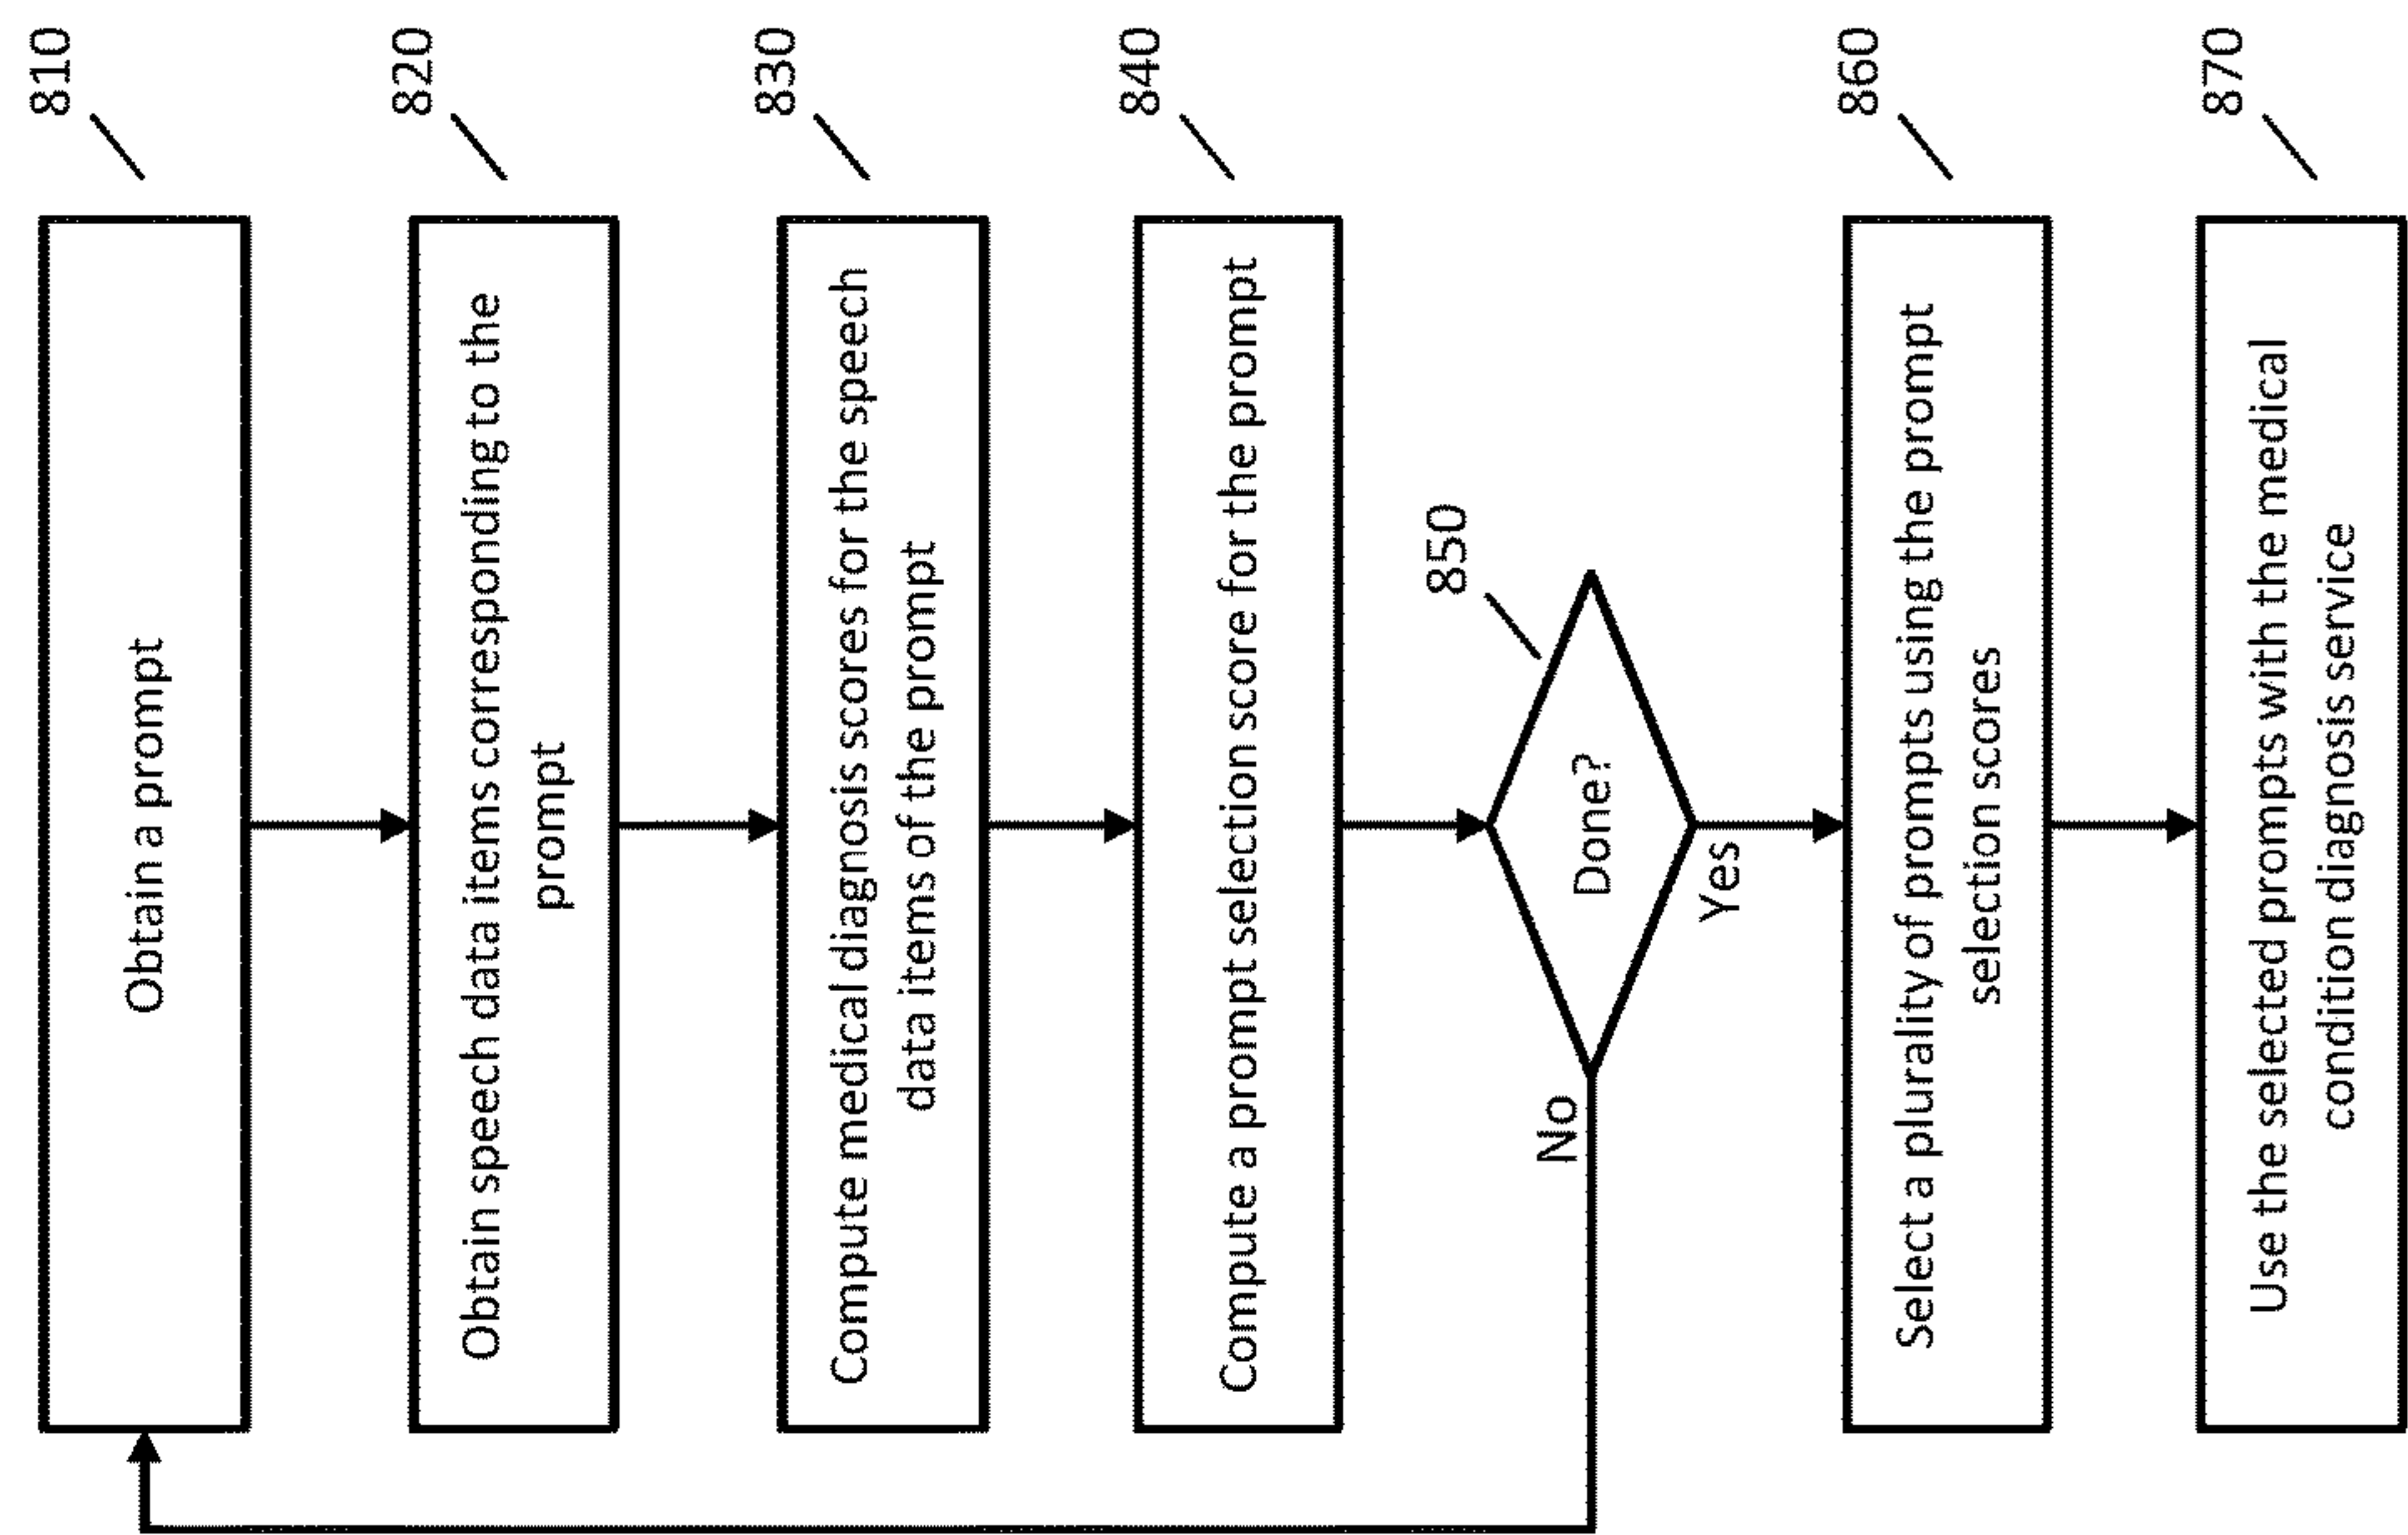 810
Obtain a prompt
820
Obtain speech data items corresponding to the
prompt
830
Compute medical diagnosis scores for the speech
data items of the prompt
840
Compute a prompt selection score for the prompt
850
Done?
No
Yes
860
Select a plurality of prompts using the prompt
selection scores
870
Use the selected prompts with the medical
condition diagnosis service